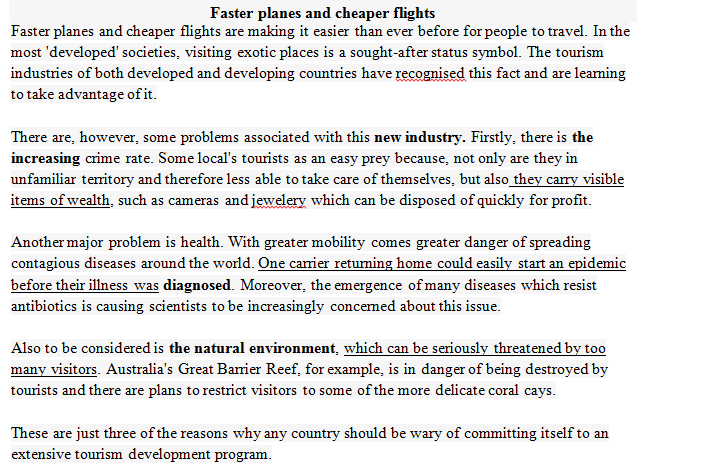 Faster planes and cheaper flights
Faster planes and cheaper flights are making it easier than ever before for people to travel. In the
most 'developed' societies, visiting exotic places is a sought-after status symbol. The tourism
industries of both developed and developing countries have recognised this fact and are learning
to take advantage of it.
There are, however, some problems associated with this new industry. Firstly, there is the
increasing crime rate. Some local's tourists as an easy prey because, not only are they in
unfamiliar territory and therefore less able to take care of themselves, but also they carry visible
items of wealth, such as cameras and jewelery which can be disposed of quickly for profit.
Another major problem is health. With greater mobility comes greater danger of spreading
contagious diseases around the world. One carrier returning home could easily start an epidemic
before their illness was diagnosed. Moreover, the emergence of many diseases which resist
antibiotics is causing scientists to be increasingly concerned about this issue.
Also to be considered is the natural environment, which can be seriously threatened by too
many visitors. Australia's Great Barrier Reef, for example, is in danger of being destroyed by
tourists and there are plans to restrict visitors to some of the more delicate coral cays.
These are just three of the reasons why any country should be wary of committing itself to an
extensive tourism development program.